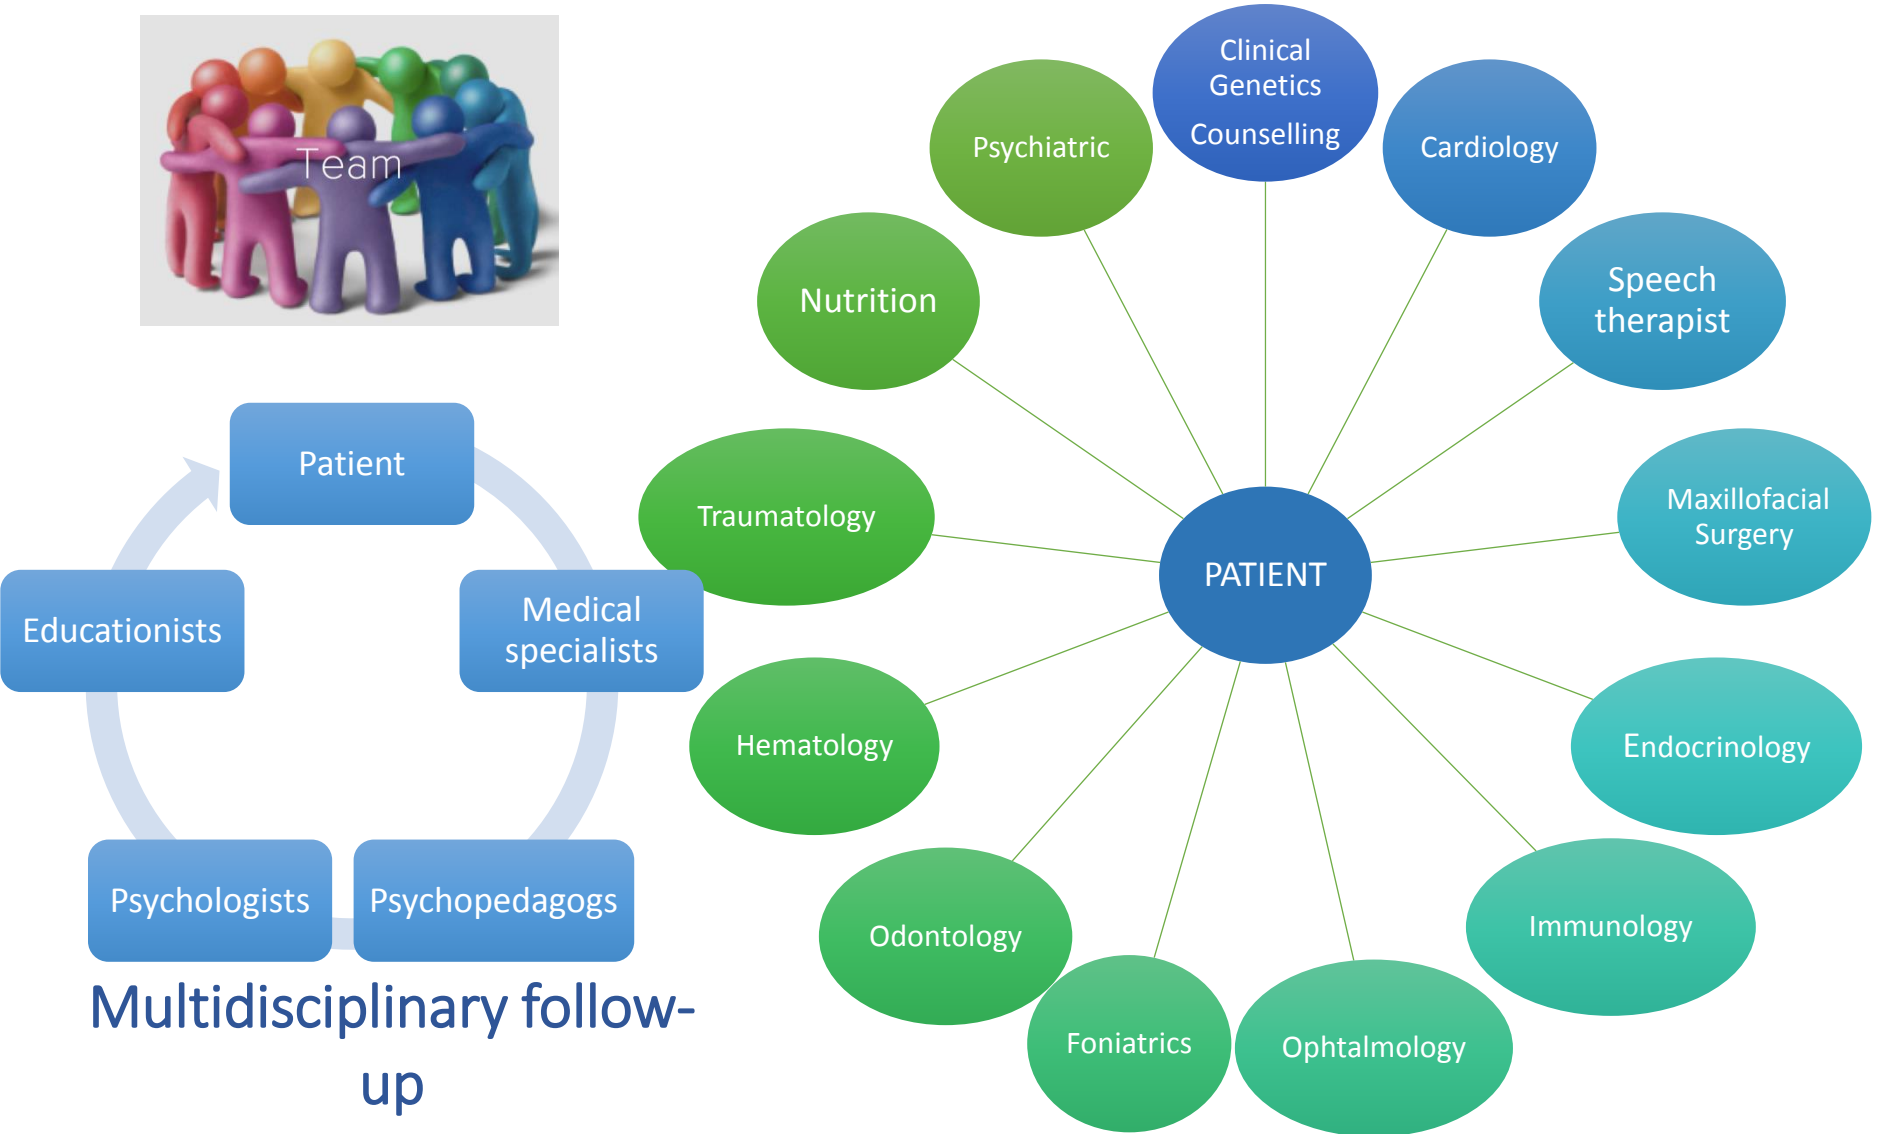 Team
Patient
Medical
specialists
Psychopedagogs
Psychologists
Educationists
Multidisciplinary follow-
up
Clinical
Genetics
Counselling
Cardiology
Speech
therapist
Maxillofacial
Surgery
Endocrinology
Immunology
Ophtalmology
Foniatrics
Odontology
Hematology
Traumatology
Nutrition
Psychiatric
PATIENT